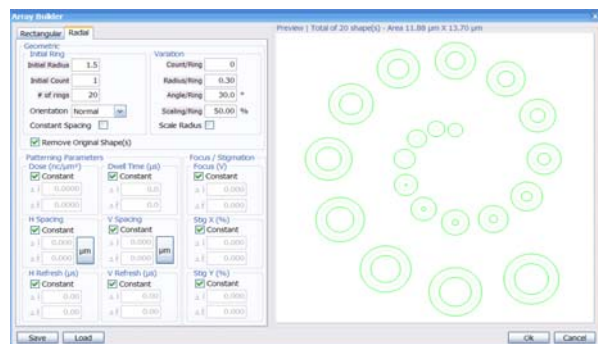 Array Builder
Rectangular Radial
Preview | Total of 20 shape(s) - Area 11.88 µm X 13.70 µm
Geometric
Initial Ring
Variation
Initial Radius 1.5
Count/Ring 0
Initial Count 1
Radius/Ring 0.30
# of rings 20
Angle/Ring 30.0 °
Orientation Normal
Scaling/Ring 50.00 %
Constant Spacing
Scale Radius
Remove Original Shape(s)
Patterning Parameters
Dose (nc/µm²) Dwell Time (µs)
Focus / Stigmation
Focus (V)
Constant Constant Constant
0.0000 0.0 0.000
0.0000 0.0 0.000
H Spacing V Spacing Stig X (%)
Constant Constant Constant
0.000 0.000 0.000
µm µm
0.000 0.000 0.000
H Refresh (µs) V Refresh (µs) Stig Y (%)
Constant Constant Constant
0.00 0.00 0.000
0.00 0.00 0.000
Save Load Ok Cancel